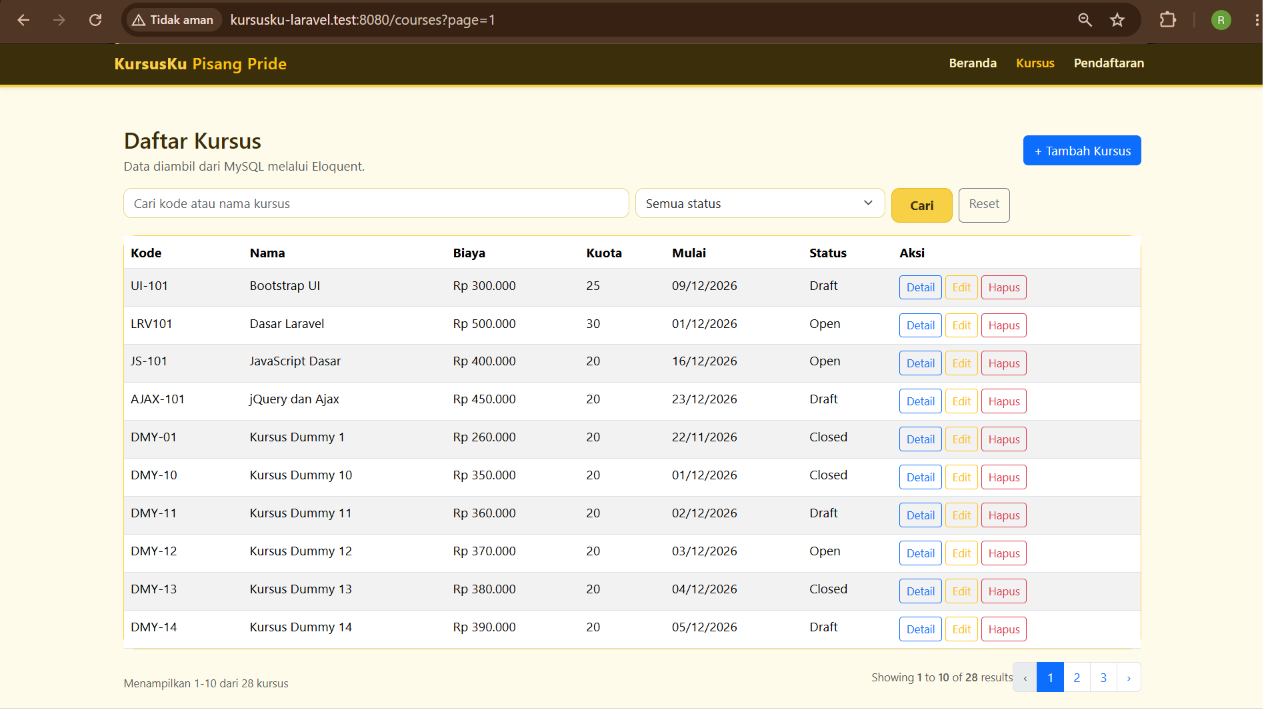 Tidak aman kursusku-laravel.test:8080/courses?page=1 R
KursusKu Pisang Pride Beranda Kursus Pendaftaran
Daftar Kursus
Data diambil dari MySQL melalui Eloquent.
+ Tambah Kursus
Cari kode atau nama kursus Semua status Cari Reset
Kode Nama Biaya Kuota Mulai Status Aksi
UI-101 Bootstrap UI Rp 300.000 25 09/12/2026 Draft Detail Edit Hapus
LRV101 Dasar Laravel Rp 500.000 30 01/12/2026 Open Detail Edit Hapus
JS-101 JavaScript Dasar Rp 400.000 20 16/12/2026 Open Detail Edit Hapus
AJAX-101 jQuery dan Ajax Rp 450.000 20 23/12/2026 Draft Detail Edit Hapus
DMY-01 Kursus Dummy 1 Rp 260.000 20 22/11/2026 Closed Detail Edit Hapus
DMY-10 Kursus Dummy 10 Rp 350.000 20 01/12/2026 Closed Detail Edit Hapus
DMY-11 Kursus Dummy 11 Rp 360.000 20 02/12/2026 Draft Detail Edit Hapus
DMY-12 Kursus Dummy 12 Rp 370.000 20 03/12/2026 Open Detail Edit Hapus
DMY-13 Kursus Dummy 13 Rp 380.000 20 04/12/2026 Closed Detail Edit Hapus
DMY-14 Kursus Dummy 14 Rp 390.000 20 05/12/2026 Draft Detail Edit Hapus
Menampilkan 1-10 dari 28 kursus Showing 1 to 10 of 28 results ‹ 1 2 3 ›